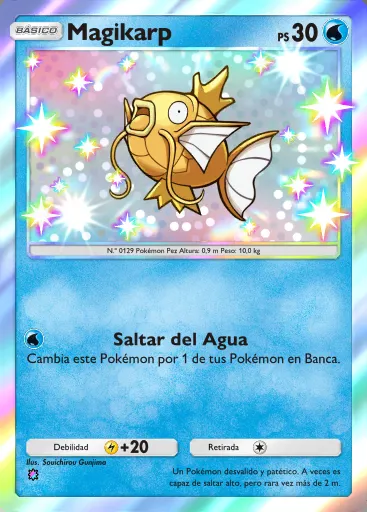 BÁSICO Magikarp PS 30
N.º 0129 Pokémon Pez Altura: 0,9 m Peso: 10,0 kg
Saltar del Agua
Cambia este Pokémon por 1 de tus Pokémon en Banca.
Debilidad +20 Retirada
Ilus. Souichirou Gunjima
Un Pokémon desvalido y patético. A veces es
capaz de saltar alto, pero rara vez más de 2 m.